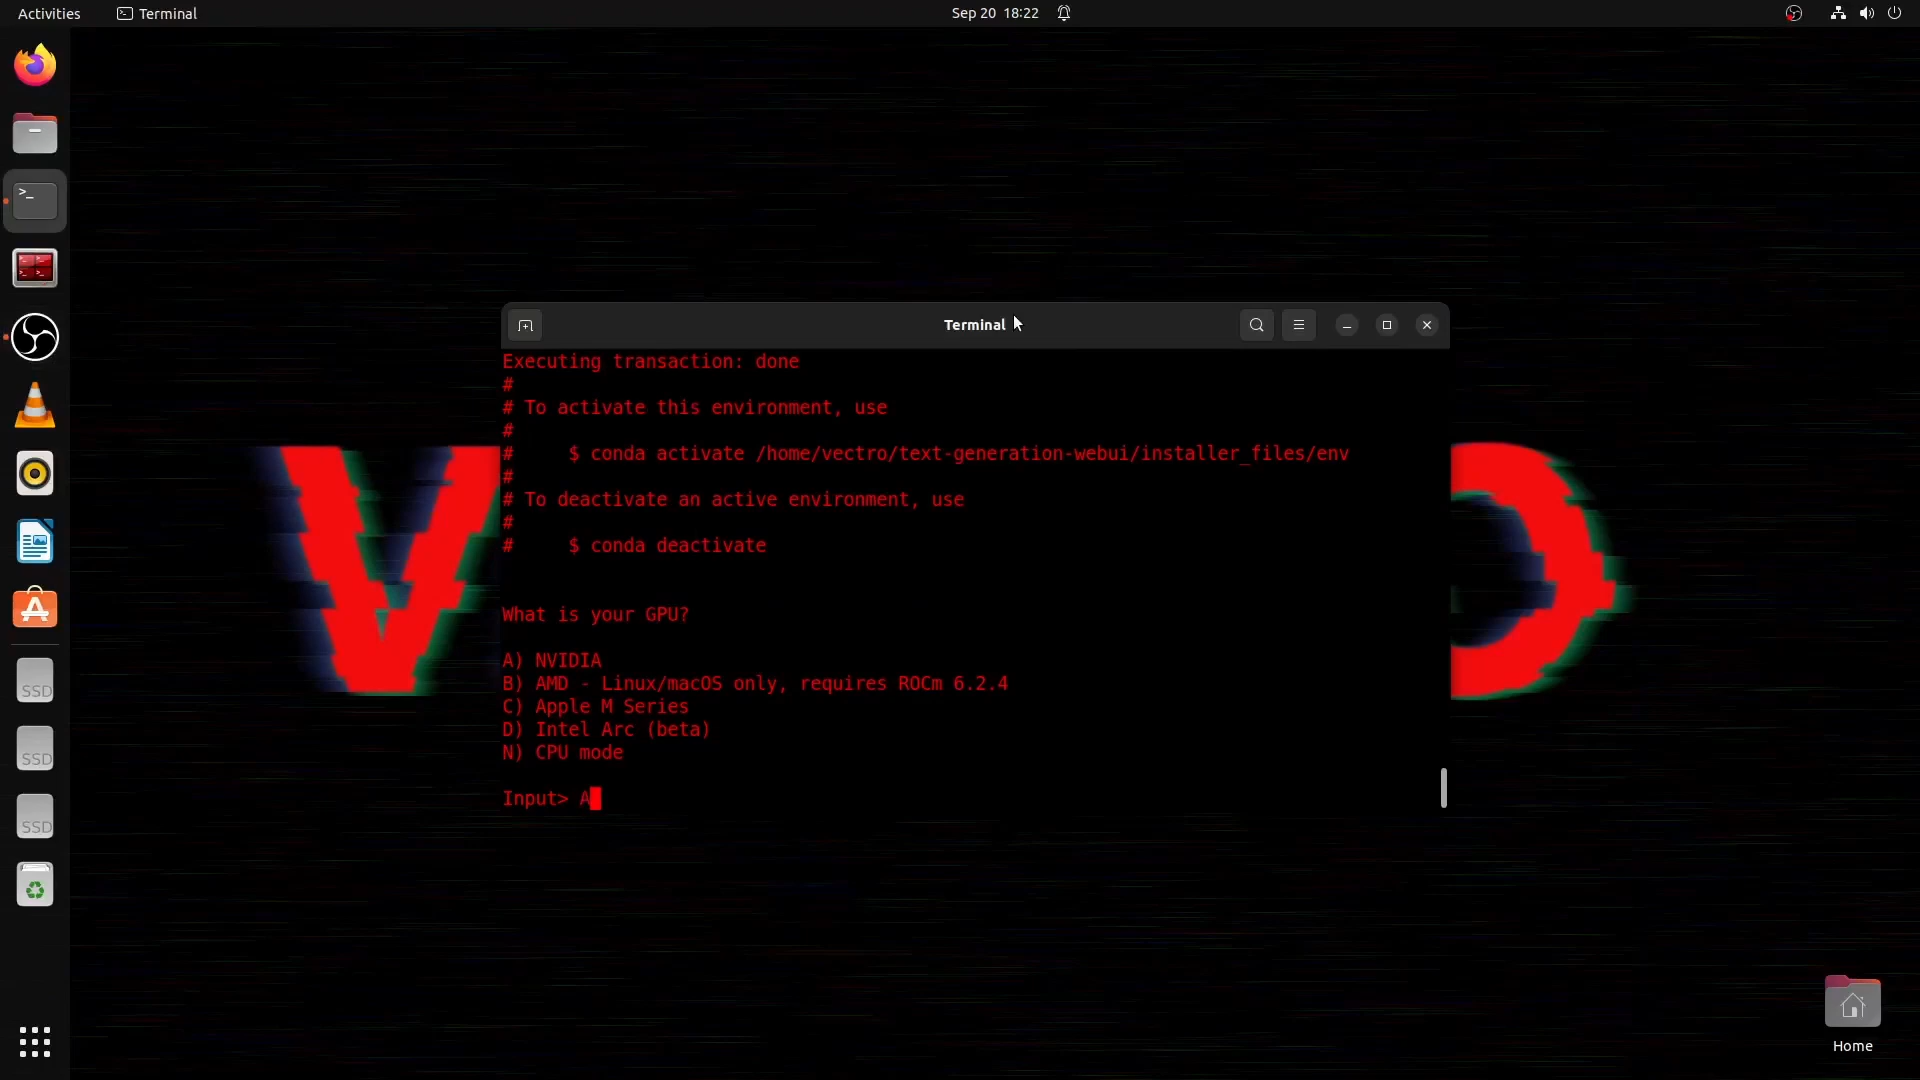 Activities Terminal Sep 20 18:22
Terminal
Executing transaction: done
#
# To activate this environment, use
#
#     $ conda activate /home/vectro/text-generation-webui/installer_files/env
#
# To deactivate an active environment, use
#
#     $ conda deactivate
What is your GPU?
A) NVIDIA
B) AMD - Linux/macOS only, requires ROCm 6.2.4
C) Apple M Series
D) Intel Arc (beta)
N) CPU mode
Input> A
V
SSD
SSD
SSD
Home